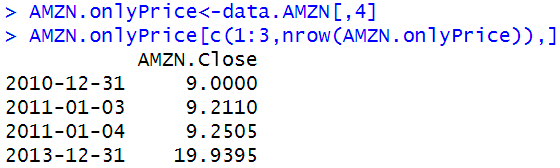 > AMZN.onlyPrice<-data.AMZN[,4]
> AMZN.onlyPrice[c(1:3,nrow(AMZN.onlyPrice)),]
AMZN.Close
2010-12-31 9.0000
2011-01-03 9.2110
2011-01-04 9.2505
2013-12-31 19.9395